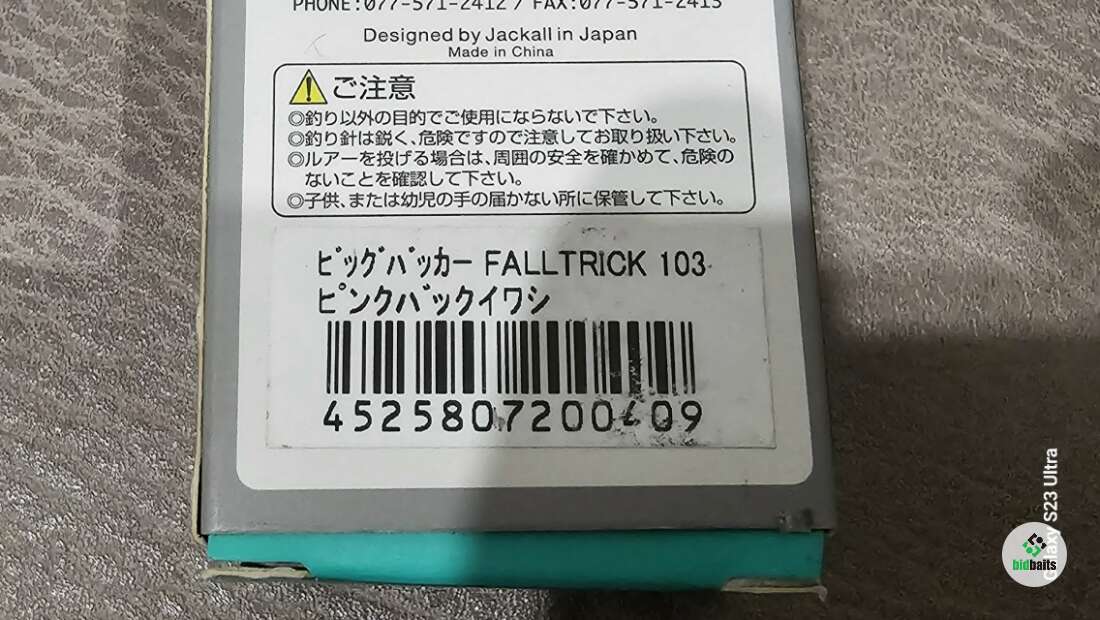 PHONE:077-571-2412 / FAX:077-571-2413
Designed by Jackall in Japan
Made in China
ご注意
◎釣り以外の目的でご使用にならないで下さい。
◎釣り針は鋭く、危険ですので注意してお取り扱い下さい。
◎ルアーを投げる場合は、周囲の安全を確かめて、危険の
ないことを確認して下さい。
◎子供、または幼児の手の届かない所に保管して下さい。
ﾋﾞｯｸﾞﾊﾞｯｶｰ FALLTRICK 103
ﾋﾟﾝｸﾊﾞｯｸｲﾜｼ
4525807200409
Galaxy S23 Ultra
bidbaits